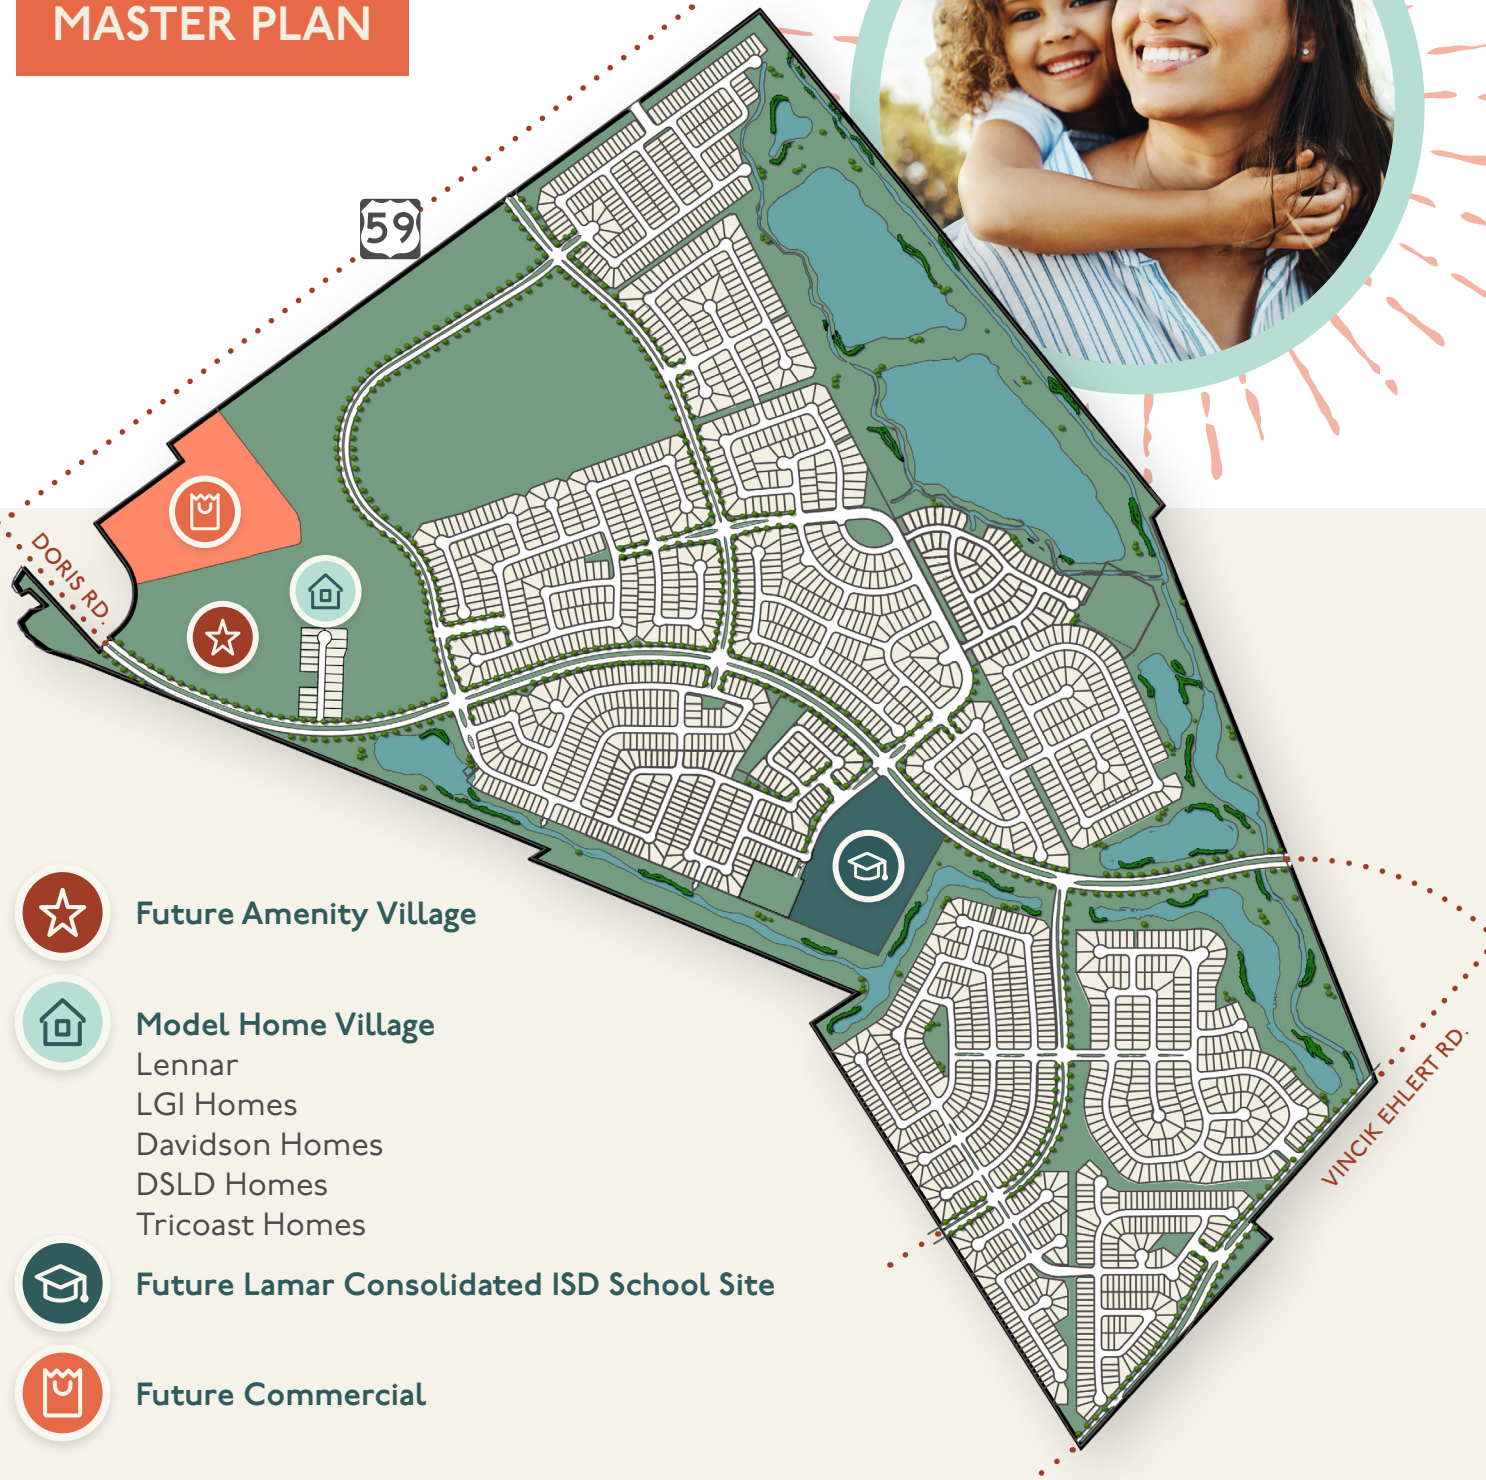 MASTER PLAN
59
DORIS RD.
VINCIK EHLERT RD.
Future Amenity Village
Model Home Village
Lennar
LGI Homes
Davidson Homes
DSLD Homes
Tricoast Homes
Future Lamar Consolidated ISD School Site
Future Commercial